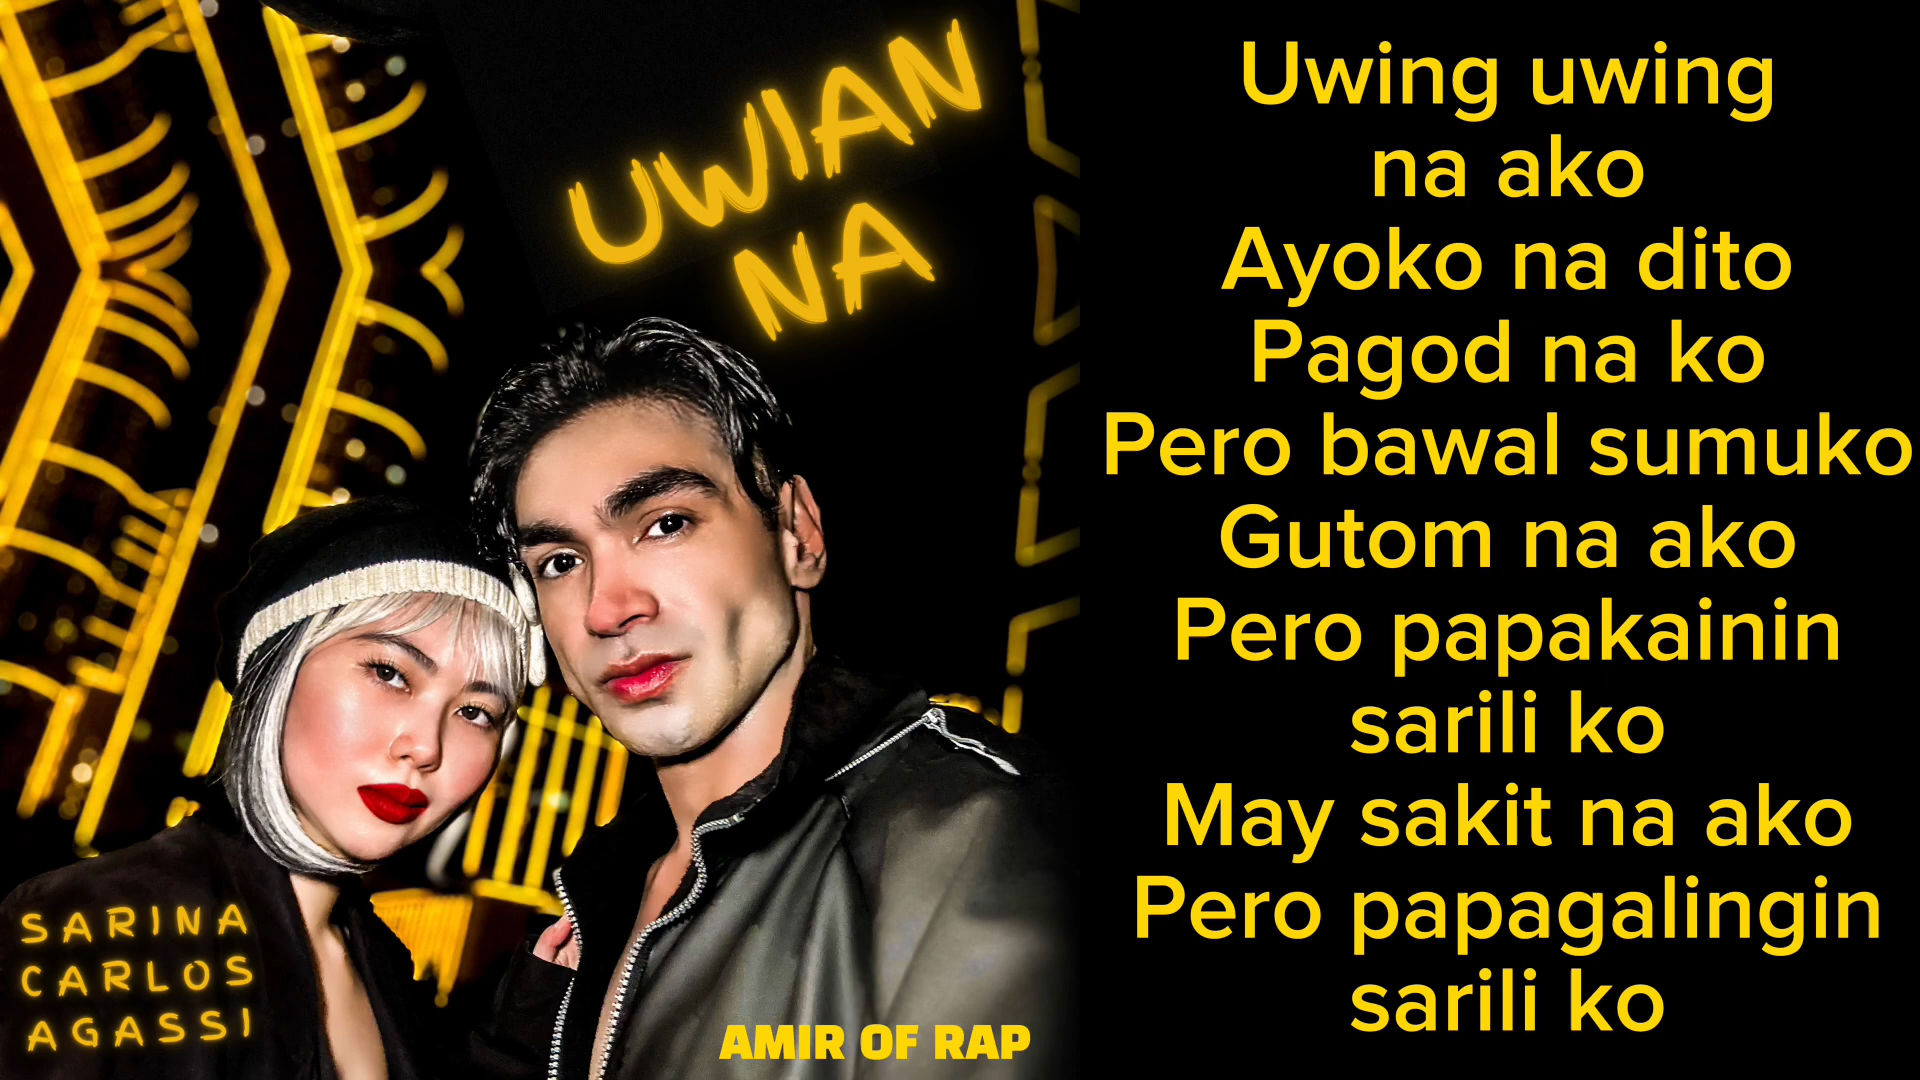 UWIAN
NA
SARINA
CARLOS
AGASSI
AMIR OF RAP
Uwing uwing
na ako
Ayoko na dito
Pagod na ko
Pero bawal sumuko
Gutom na ako
Pero papakainin
sarili ko
May sakit na ako
Pero papagalingin
sarili ko